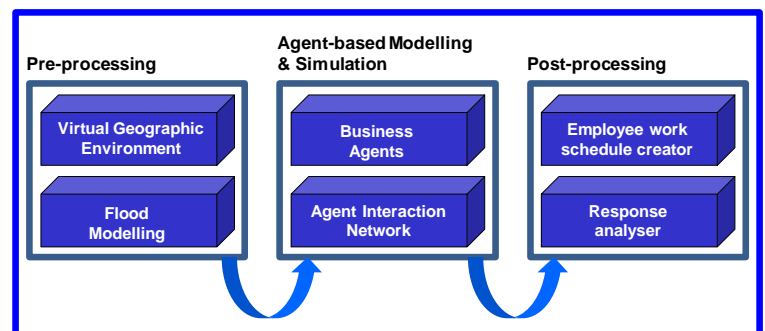 Pre-processing
Virtual Geographic
Environment
Flood
Modelling
Agent-based Modelling
& Simulation
Business
Agents
Agent Interaction
Network
Post-processing
Employee work
schedule creator
Response
analyser